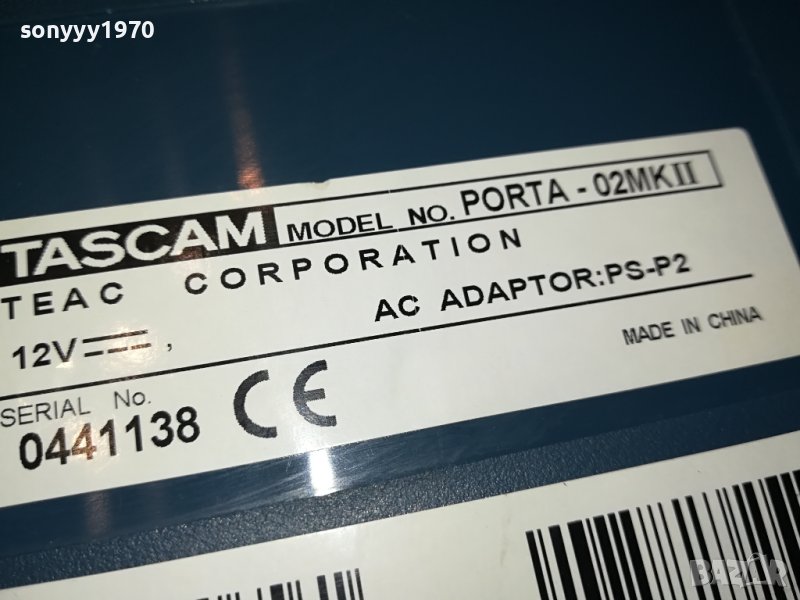 sonyyy1970
TASCAM MODEL NO. PORTA - 02MKII
TEAC CORPORATION
12V ⎓, AC ADAPTOR:PS-P2
MADE IN CHINA
SERIAL No.
0441138 CE
BAZAR